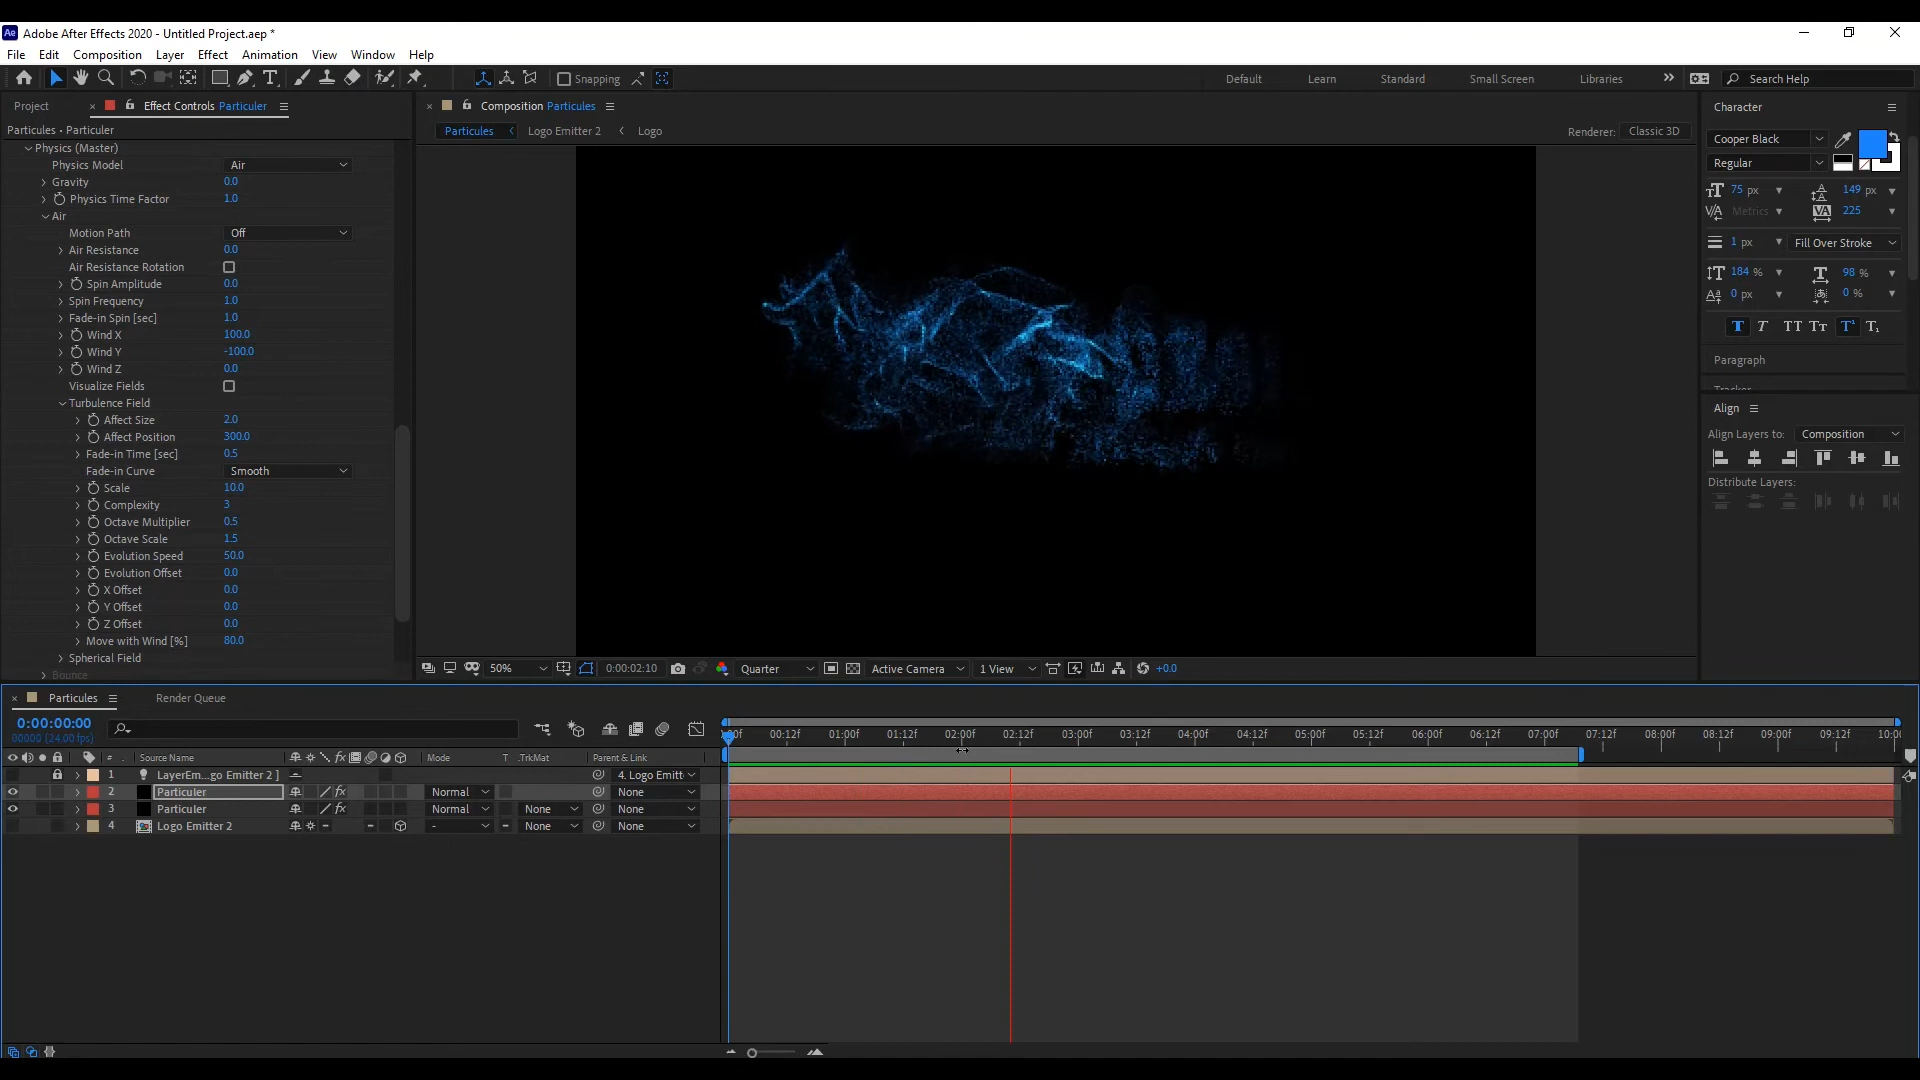 Ae Adobe After Effects 2020 - Untitled Project.aep *
File Edit Composition Layer Effect Animation View Window Help
Snapping Default Learn Standard Small Screen Libraries Search Help
Project Effect Controls Particuler
Particules • Particuler
Physics (Master)
Physics Model Air
Gravity 0.0
Physics Time Factor 1.0
Air
Motion Path Off
Air Resistance 0.0
Air Resistance Rotation
Spin Amplitude 0.0
Spin Frequency 1.0
Fade-in Spin [sec] 1.0
Wind X 100.0
Wind Y -100.0
Wind Z 0.0
Visualize Fields
Turbulence Field
Affect Size 2.0
Affect Position 300.0
Fade-in Time [sec] 0.5
Fade-in Curve Smooth
Scale 10.0
Complexity 3
Octave Multiplier 0.5
Octave Scale 1.5
Evolution Speed 50.0
Evolution Offset 0.0
X Offset 0.0
Y Offset 0.0
Z Offset 0.0
Move with Wind [%] 80.0
Spherical Field
Bounce
Composition Particules
Particules Logo Emitter 2 Logo
Renderer: Classic 3D
50% 0:00:02:10 Quarter Active Camera 1 View +0.0
Character
Cooper Black
Regular
75 px 149 px
Metrics 225
1 px Fill Over Stroke
184 % 98 %
0 px 0 %
T T TT Tт T¹ T₁
Paragraph
Align
Align Layers to: Composition
Distribute Layers:
Particules Render Queue
0:00:00:00
00000 (24.00 fps)
00:12f 01:00f 01:12f 02:00f 02:12f 03:00f 03:12f 04:00f 04:12f 05:00f 05:12f 06:00f 06:12f 07:00f 07:12f 08:00f 08:12f 09:00f 09:12f
# Source Name fx Mode T .TrkMat Parent & Link
1 LayerEm...go Emitter 2 ] 4. Logo Emitt
2 Particuler fx Normal None
3 Particuler fx Normal None None
4 Logo Emitter 2 - None None